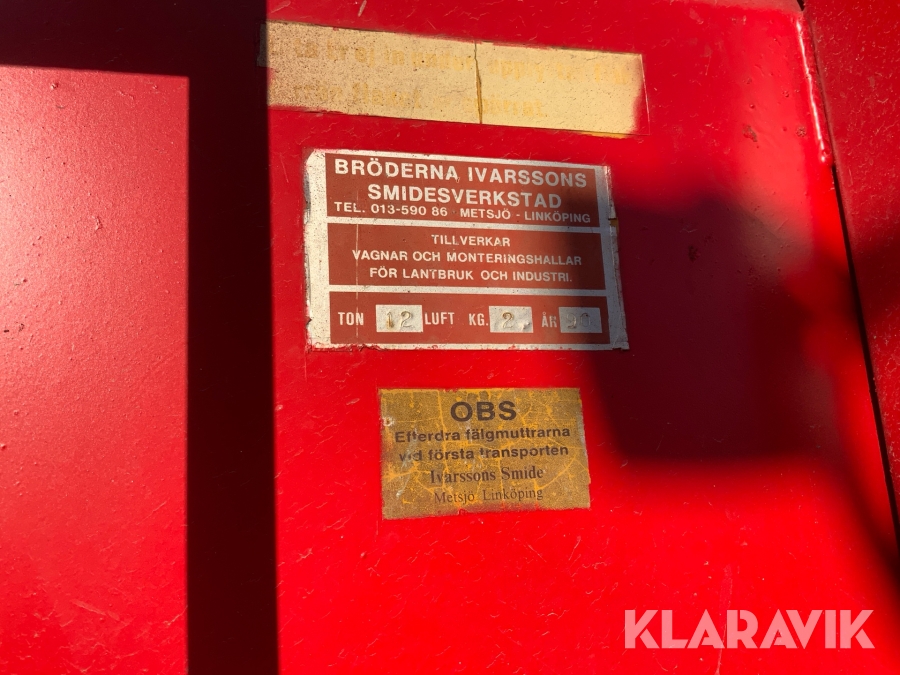 BRÖDERNA IVARSSONS
SMIDESVERKSTAD
TEL. 013-590 86 METSJÖ - LINKÖPING
TILLVERKAR
VAGNAR OCH MONTERINGSHALLAR
FÖR LANTBRUK OCH INDUSTRI.
TON 12 LUFT KG. 2, ÅR
OBS
Efterdra fälgmuttrarna
vid första transporten
Ivarssons Smide
Metsjö Linköping
KLARAVIK